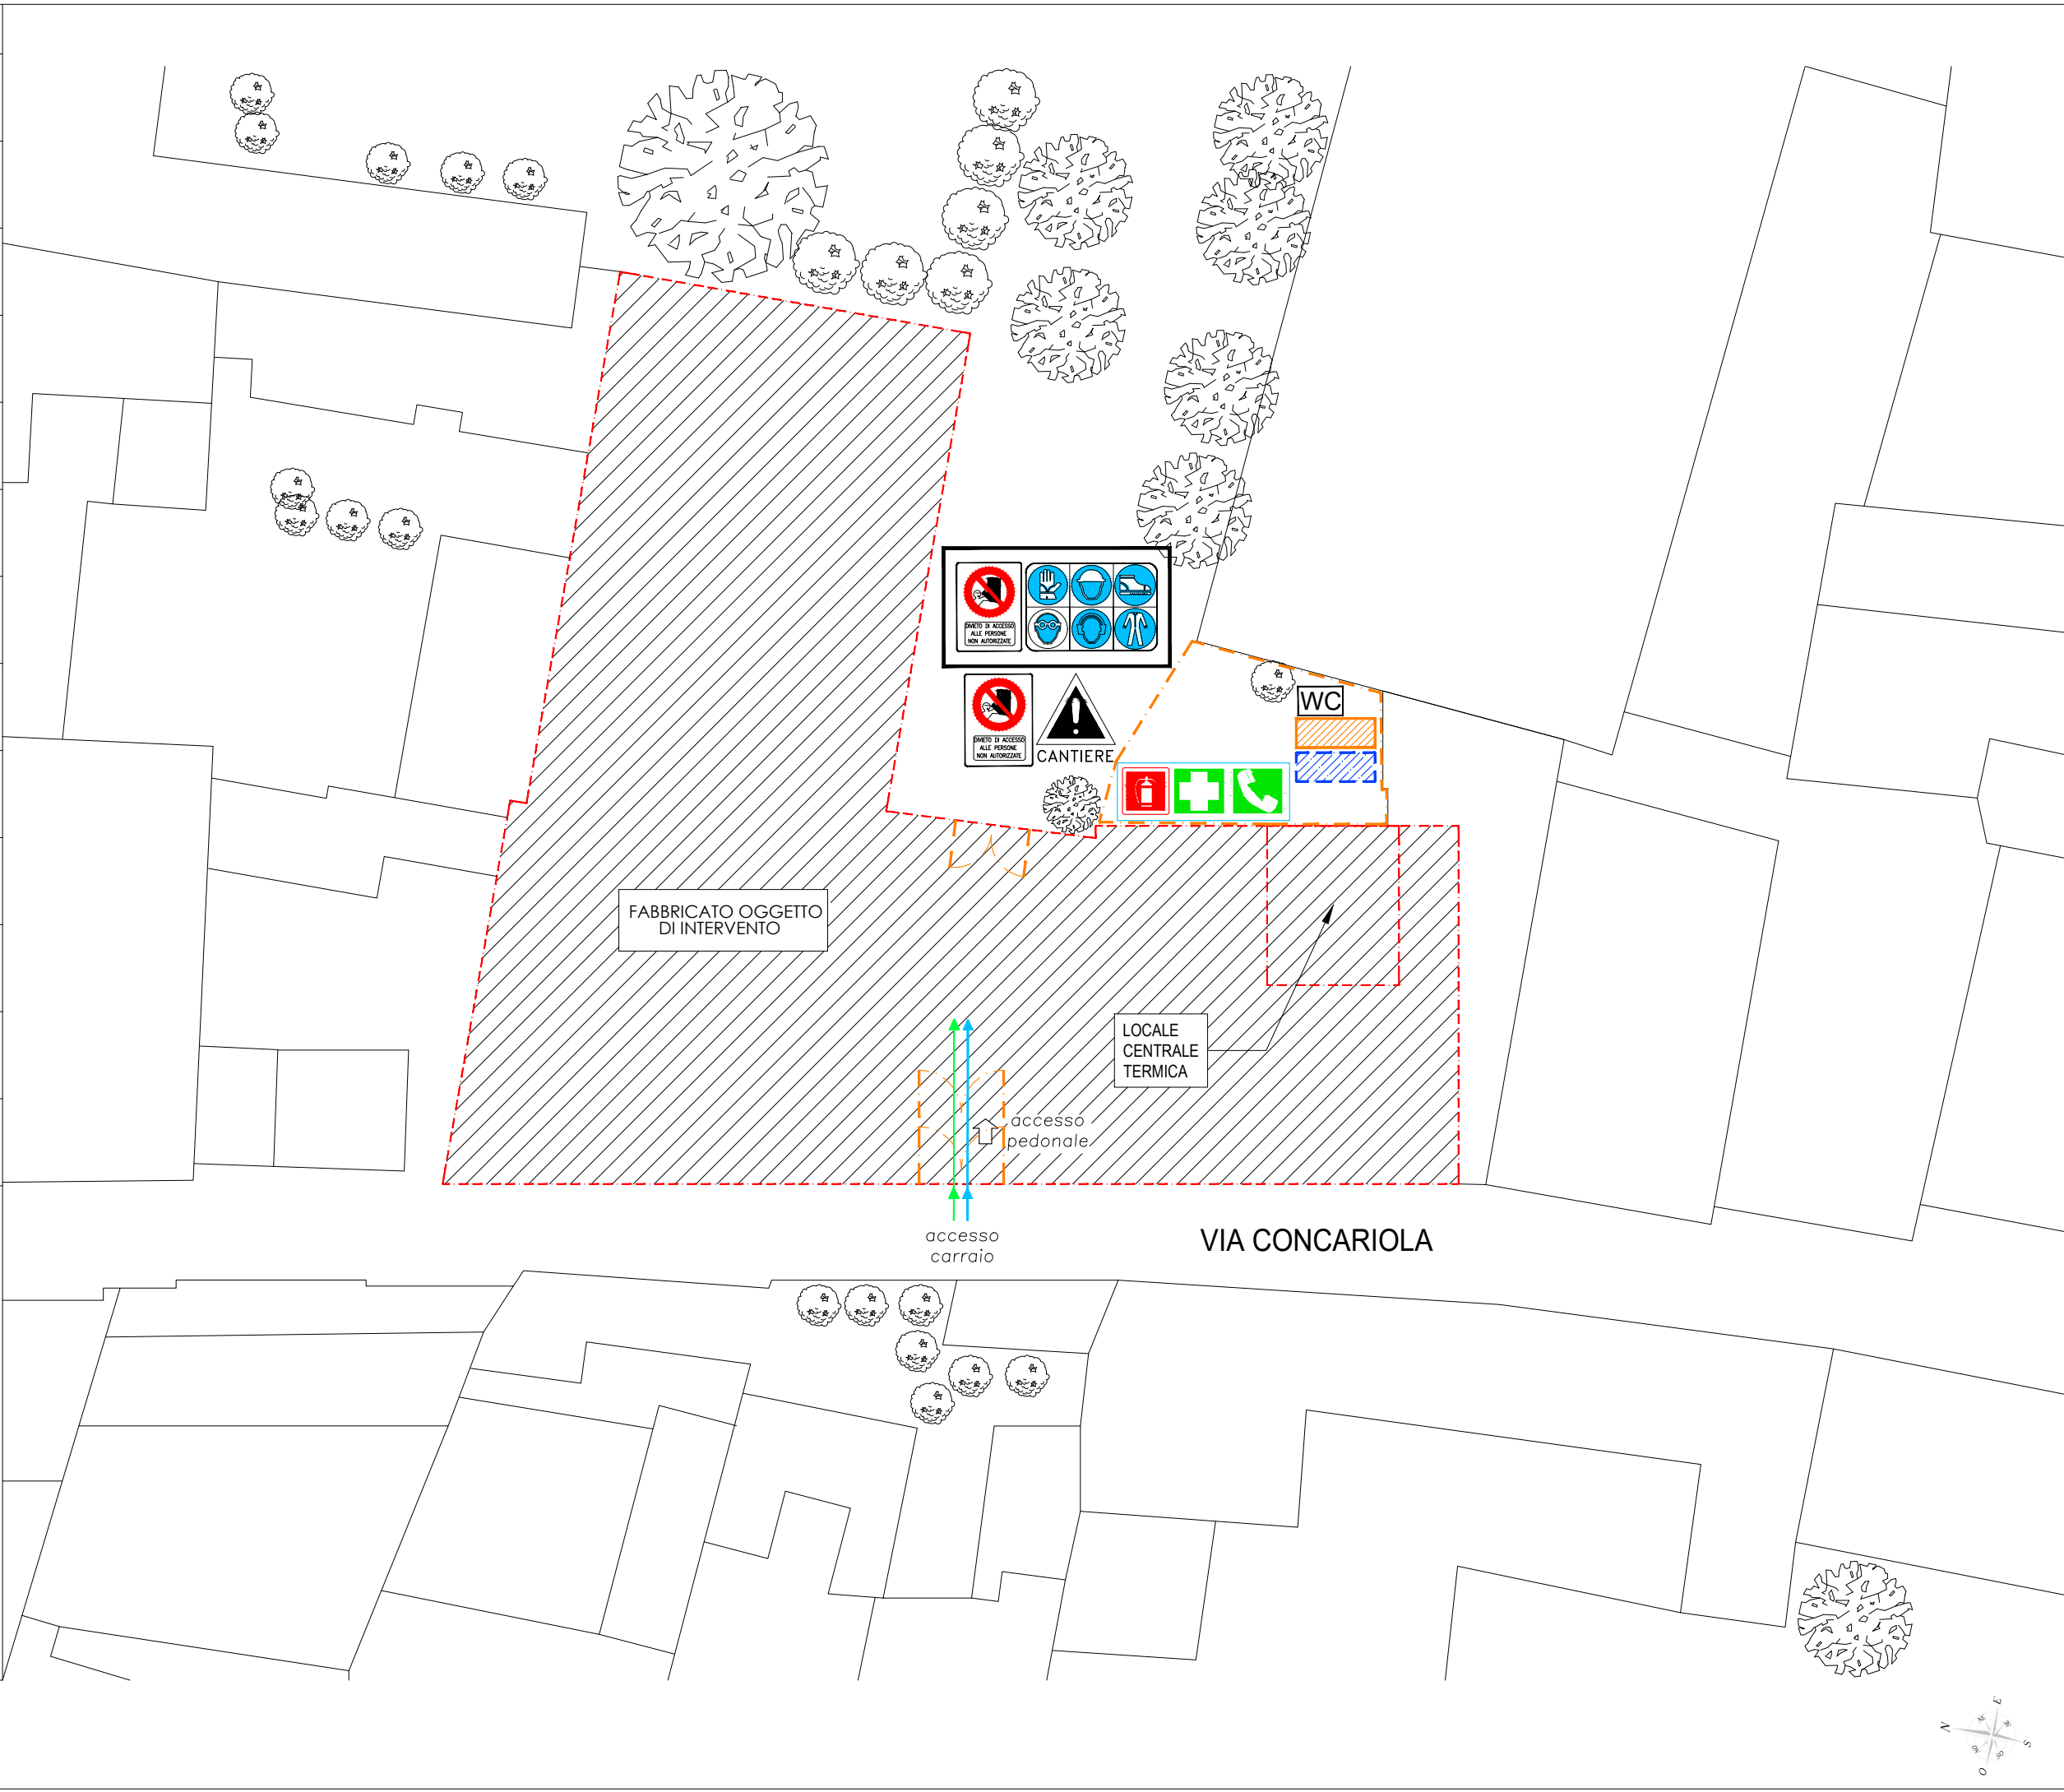 DIVIETO DI ACCESSO
ALLE PERSONE
NON AUTORIZZATE
WC
DIVIETO DI ACCESSO
ALLE PERSONE
NON AUTORIZZATE
CANTIERE
FABBRICATO OGGETTO
DI INTERVENTO
LOCALE
CENTRALE
TERMICA
accesso
pedonale
accesso
carraio
VIA CONCARIOLA
E
N
S
SO
O